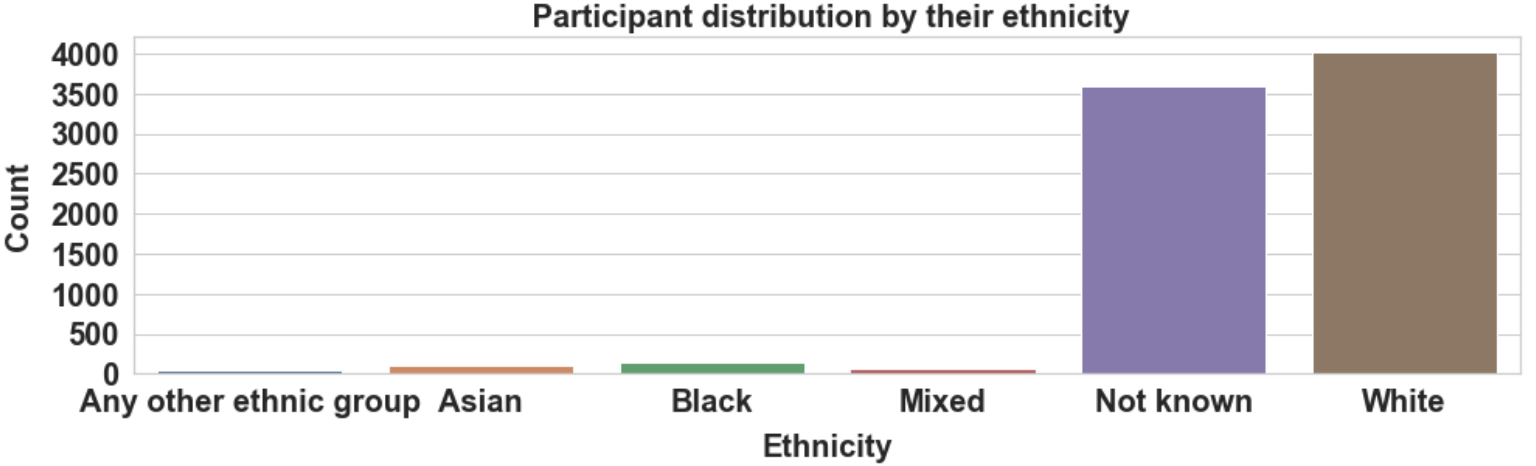 Participant distribution by their ethnicity
4000
3500
3000
2500
2000
1500
1000
500
0
Count
Any other ethnic group Asian Black Mixed Not known White
Ethnicity